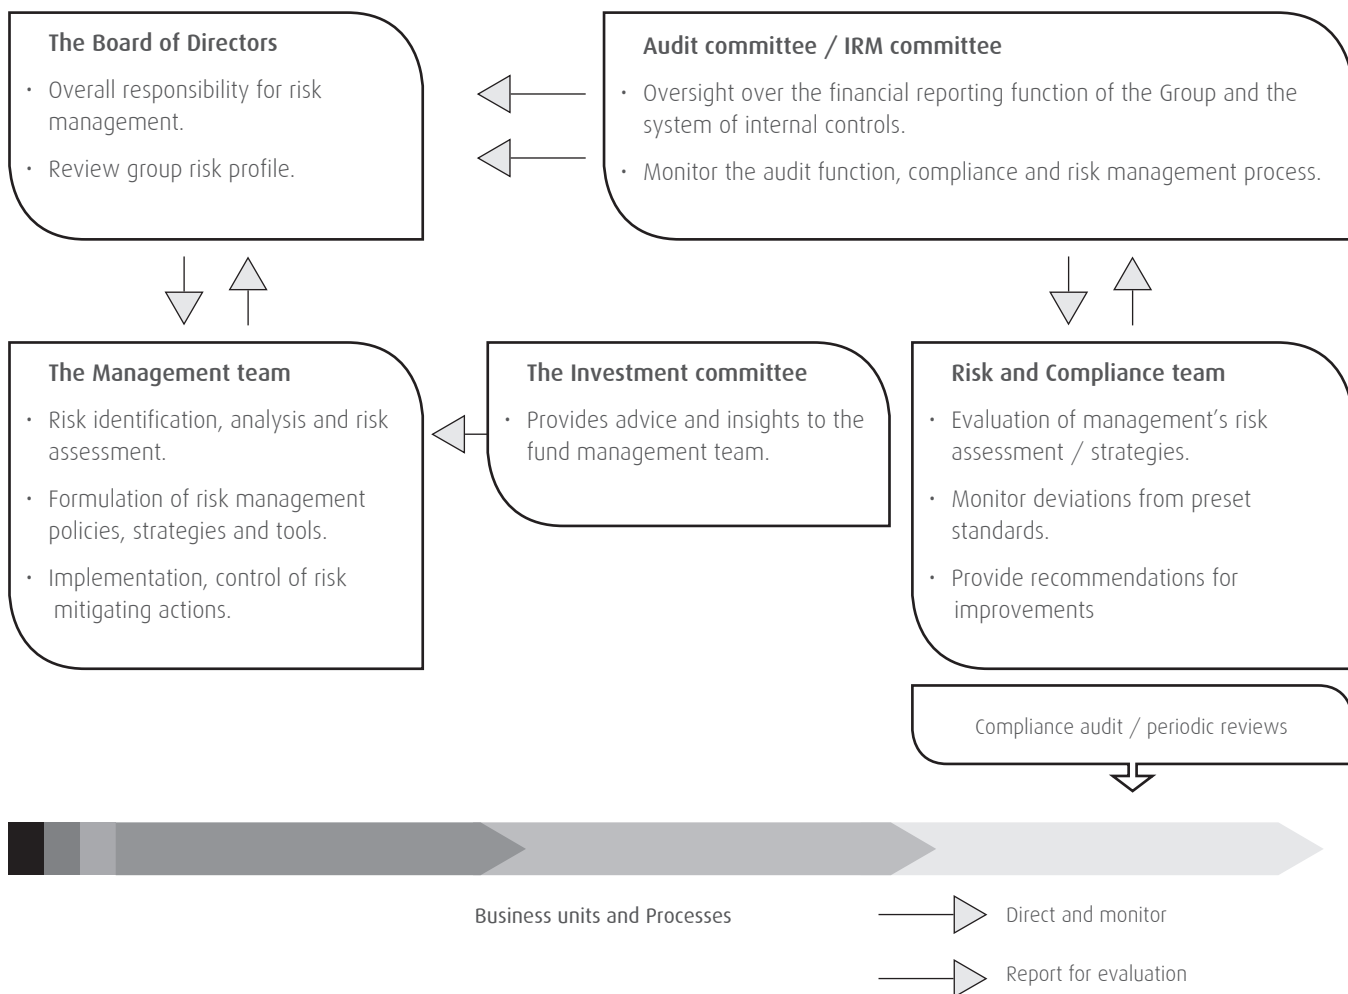 The Board of Directors
· Overall responsibility for risk
management.
· Review group risk profile.
Audit committee / IRM committee
· Oversight over the financial reporting function of the Group and the
system of internal controls.
· Monitor the audit function, compliance and risk management process.
The Management team
· Risk identification, analysis and risk
assessment.
· Formulation of risk management
policies, strategies and tools.
· Implementation, control of risk
mitigating actions.
The Investment committee
· Provides advice and insights to the
fund management team.
Risk and Compliance team
· Evaluation of management’s risk
assessment / strategies.
· Monitor deviations from preset
standards.
· Provide recommendations for
improvements
Compliance audit / periodic reviews
Business units and Processes
Direct and monitor
Report for evaluation